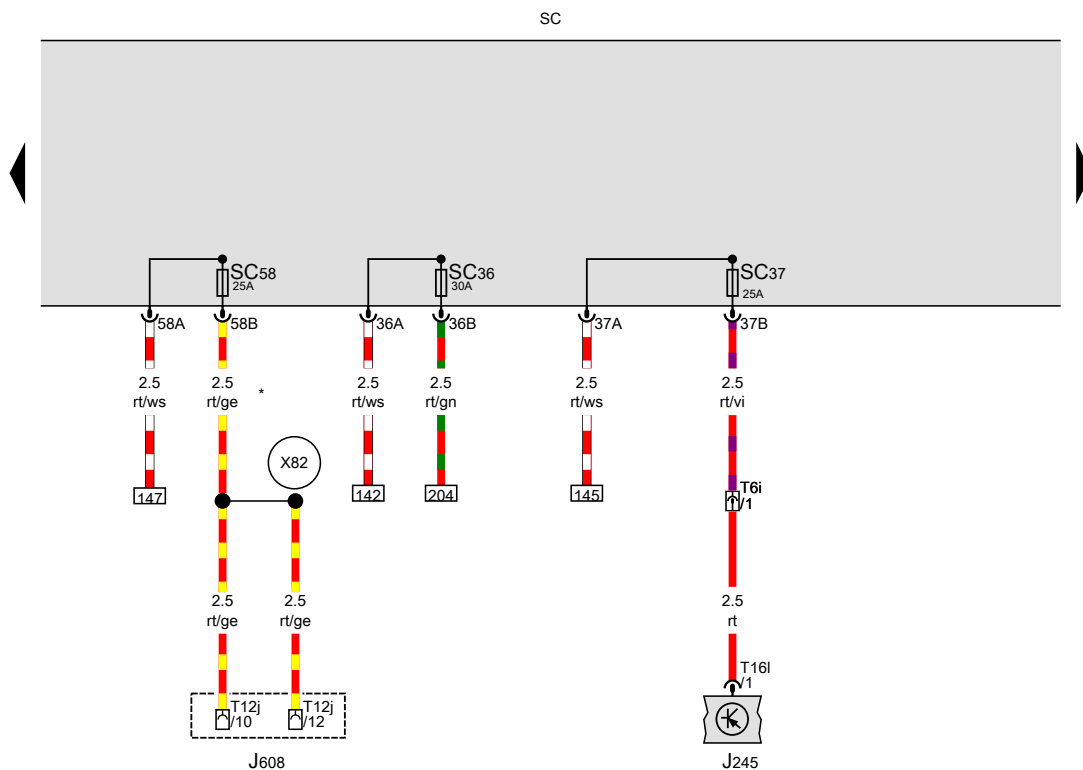 SC
SC58
25A
SC36
30A
SC37
25A
58A
58B
36A
36B
37A
37B
2.5
rt/ws
2.5
rt/ge
*
2.5
rt/ws
2.5
rt/gn
2.5
rt/ws
2.5
rt/vi
X82
147
142
204
145
T6i
/1
2.5
rt/ge
2.5
rt/ge
2.5
rt
T16l
/1
T12j
/10
T12j
/12
J608
J245